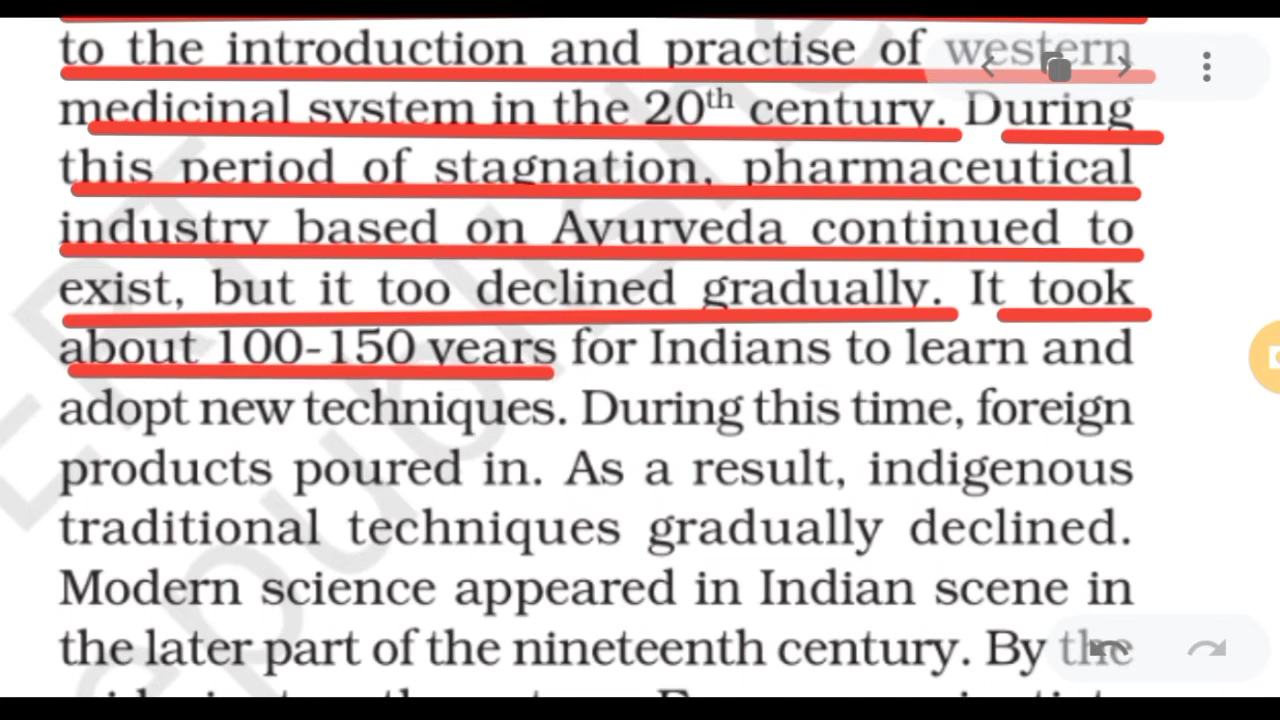 to the introduction and practise of western
medicinal system in the 20th century. During
this period of stagnation, pharmaceutical
industry based on Ayurveda continued to
exist, but it too declined gradually. It took
about 100-150 years for Indians to learn and
adopt new techniques. During this time, foreign
products poured in. As a result, indigenous
traditional techniques gradually declined.
Modern science appeared in Indian scene in
the later part of the nineteenth century. By the